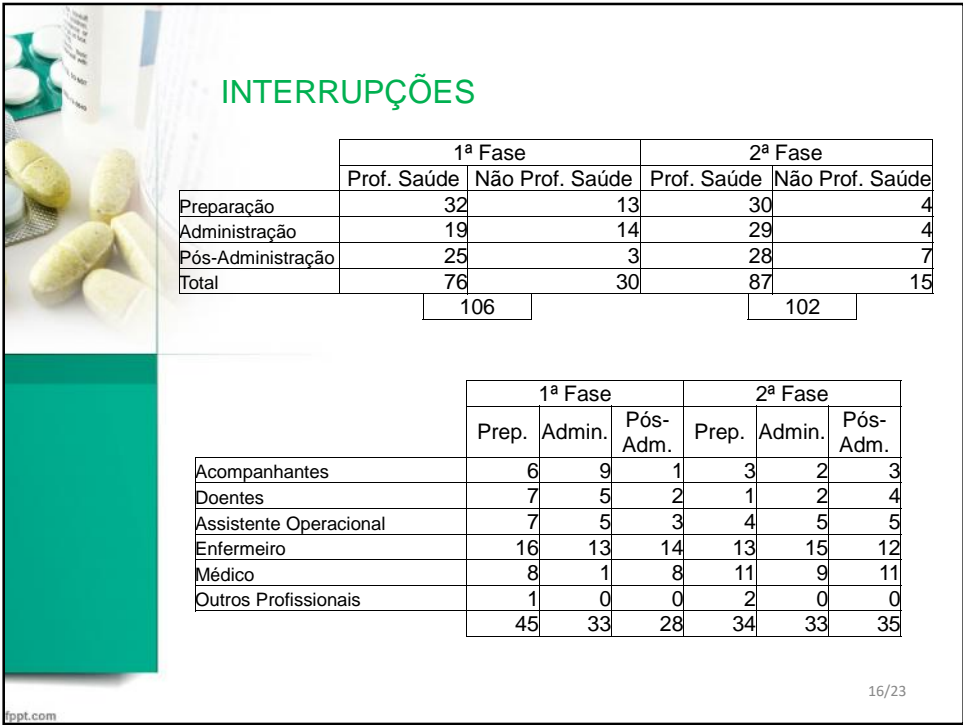 INTERRUPÇÕES
1ª Fase 2ª Fase
Prof. Saúde Não Prof. Saúde Prof. Saúde Não Prof. Saúde
Preparação 32 13 30 4
Administração 19 14 29 4
Pós-Administração 25 3 28 7
Total 76 30 87 15
106 102
1ª Fase 2ª Fase
Prep. Admin. Pós-Adm. Prep. Admin. Pós-Adm.
Acompanhantes 6 9 1 3 2 3
Doentes 7 5 2 1 2 4
Assistente Operacional 7 5 3 4 5 5
Enfermeiro 16 13 14 13 15 12
Médico 8 1 8 11 9 11
Outros Profissionais 1 0 0 2 0 0
45 33 28 34 33 35
16/23
fppt.com